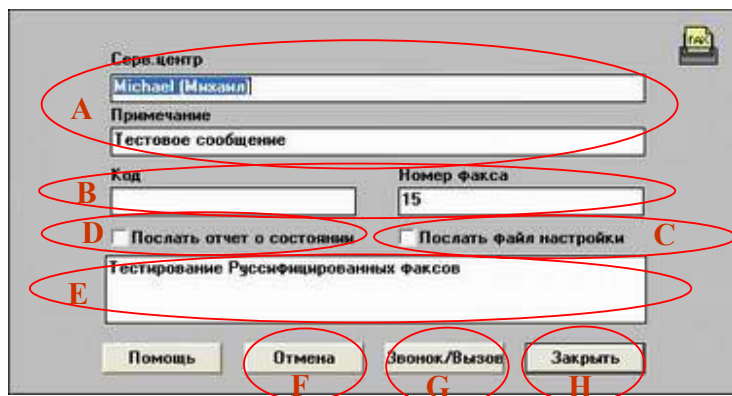 FAX
Серв.центр
Michael (Михаил)
A
Примечание
Тестовое сообщение
Код Номер факса
B
15
D Послать отчет о состоянии Послать файл настройки C
Тестирование Руссифицированных факсов
E
Помощь Отмена Звонок/Вызов Закрыть
F G H